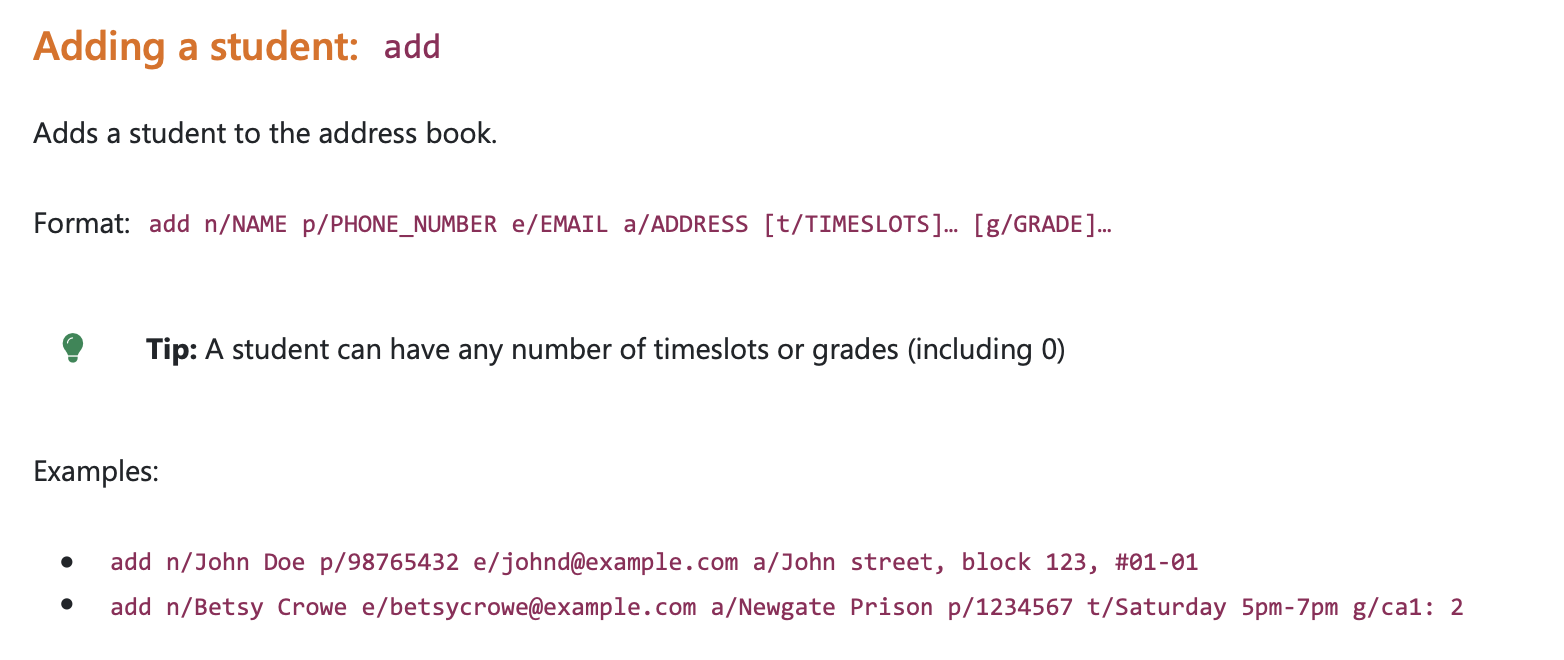 Adding a student: add
Adds a student to the address book.
Format: add n/NAME p/PHONE_NUMBER e/EMAIL a/ADDRESS [t/TIMESLOTS]… [g/GRADE]…
Tip: A student can have any number of timeslots or grades (including 0)
Examples:
• add n/John Doe p/98765432 e/johnd@example.com a/John street, block 123, #01-01
• add n/Betsy Crowe e/betsycrowe@example.com a/Newgate Prison p/1234567 t/Saturday 5pm-7pm g/ca1: 2